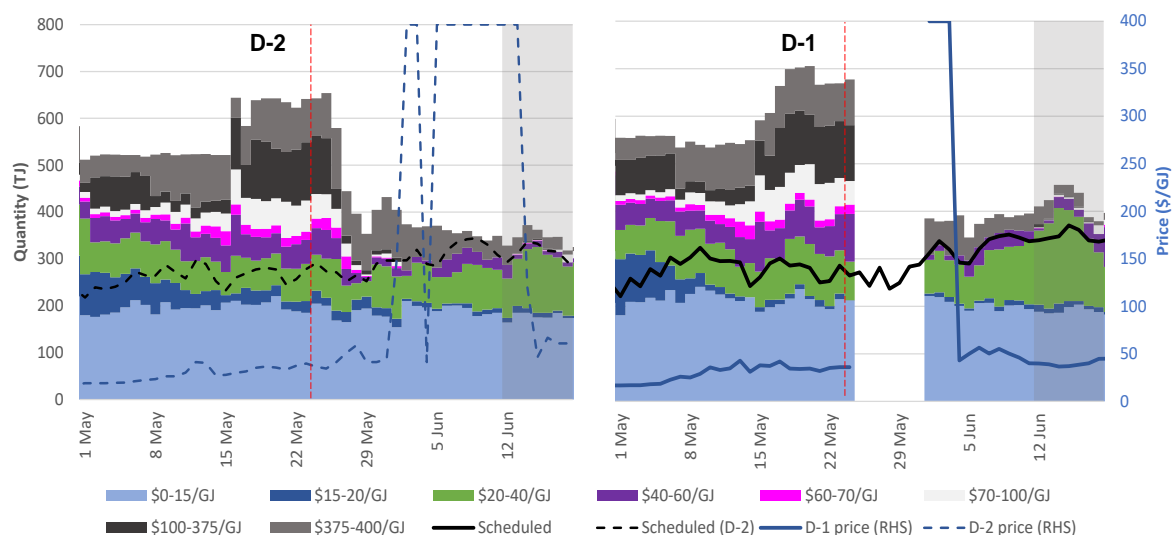 D-2
D-1
Quantity (TJ)
800
700
600
500
400
300
200
100
0
1 May
8 May
15 May
22 May
29 May
5 Jun
12 Jun
1 May
8 May
15 May
22 May
29 May
5 Jun
12 Jun
$400
$350
$300
$250
$200
$150
$100
$50
$0
Price ($/GJ)
$0-15/GJ $15-20/GJ $20-40/GJ $40-60/GJ $60-70/GJ $70-100/GJ
$100-375/GJ $375-400/GJ Scheduled Scheduled (D-2) D-1 price (RHS) D-2 price (RHS)